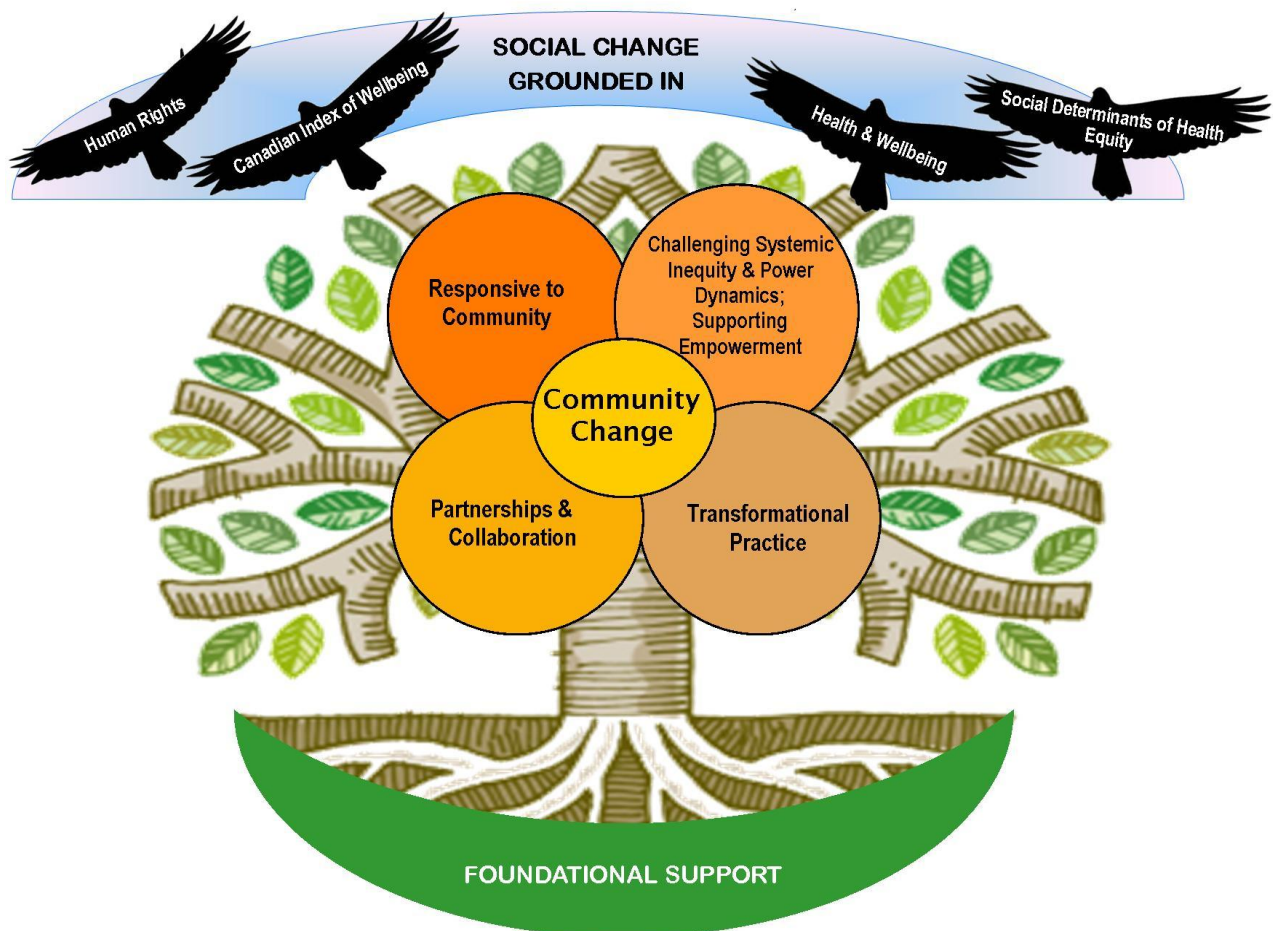 SOCIAL CHANGE
GROUNDED IN
Human Rights
Canadian Index of Wellbeing
Health & Wellbeing
Social Determinants of Health
Equity
Responsive to
Community
Challenging Systemic
Inequity & Power
Dynamics;
Supporting
Empowerment
Community
Change
Partnerships &
Collaboration
Transformational
Practice
FOUNDATIONAL SUPPORT